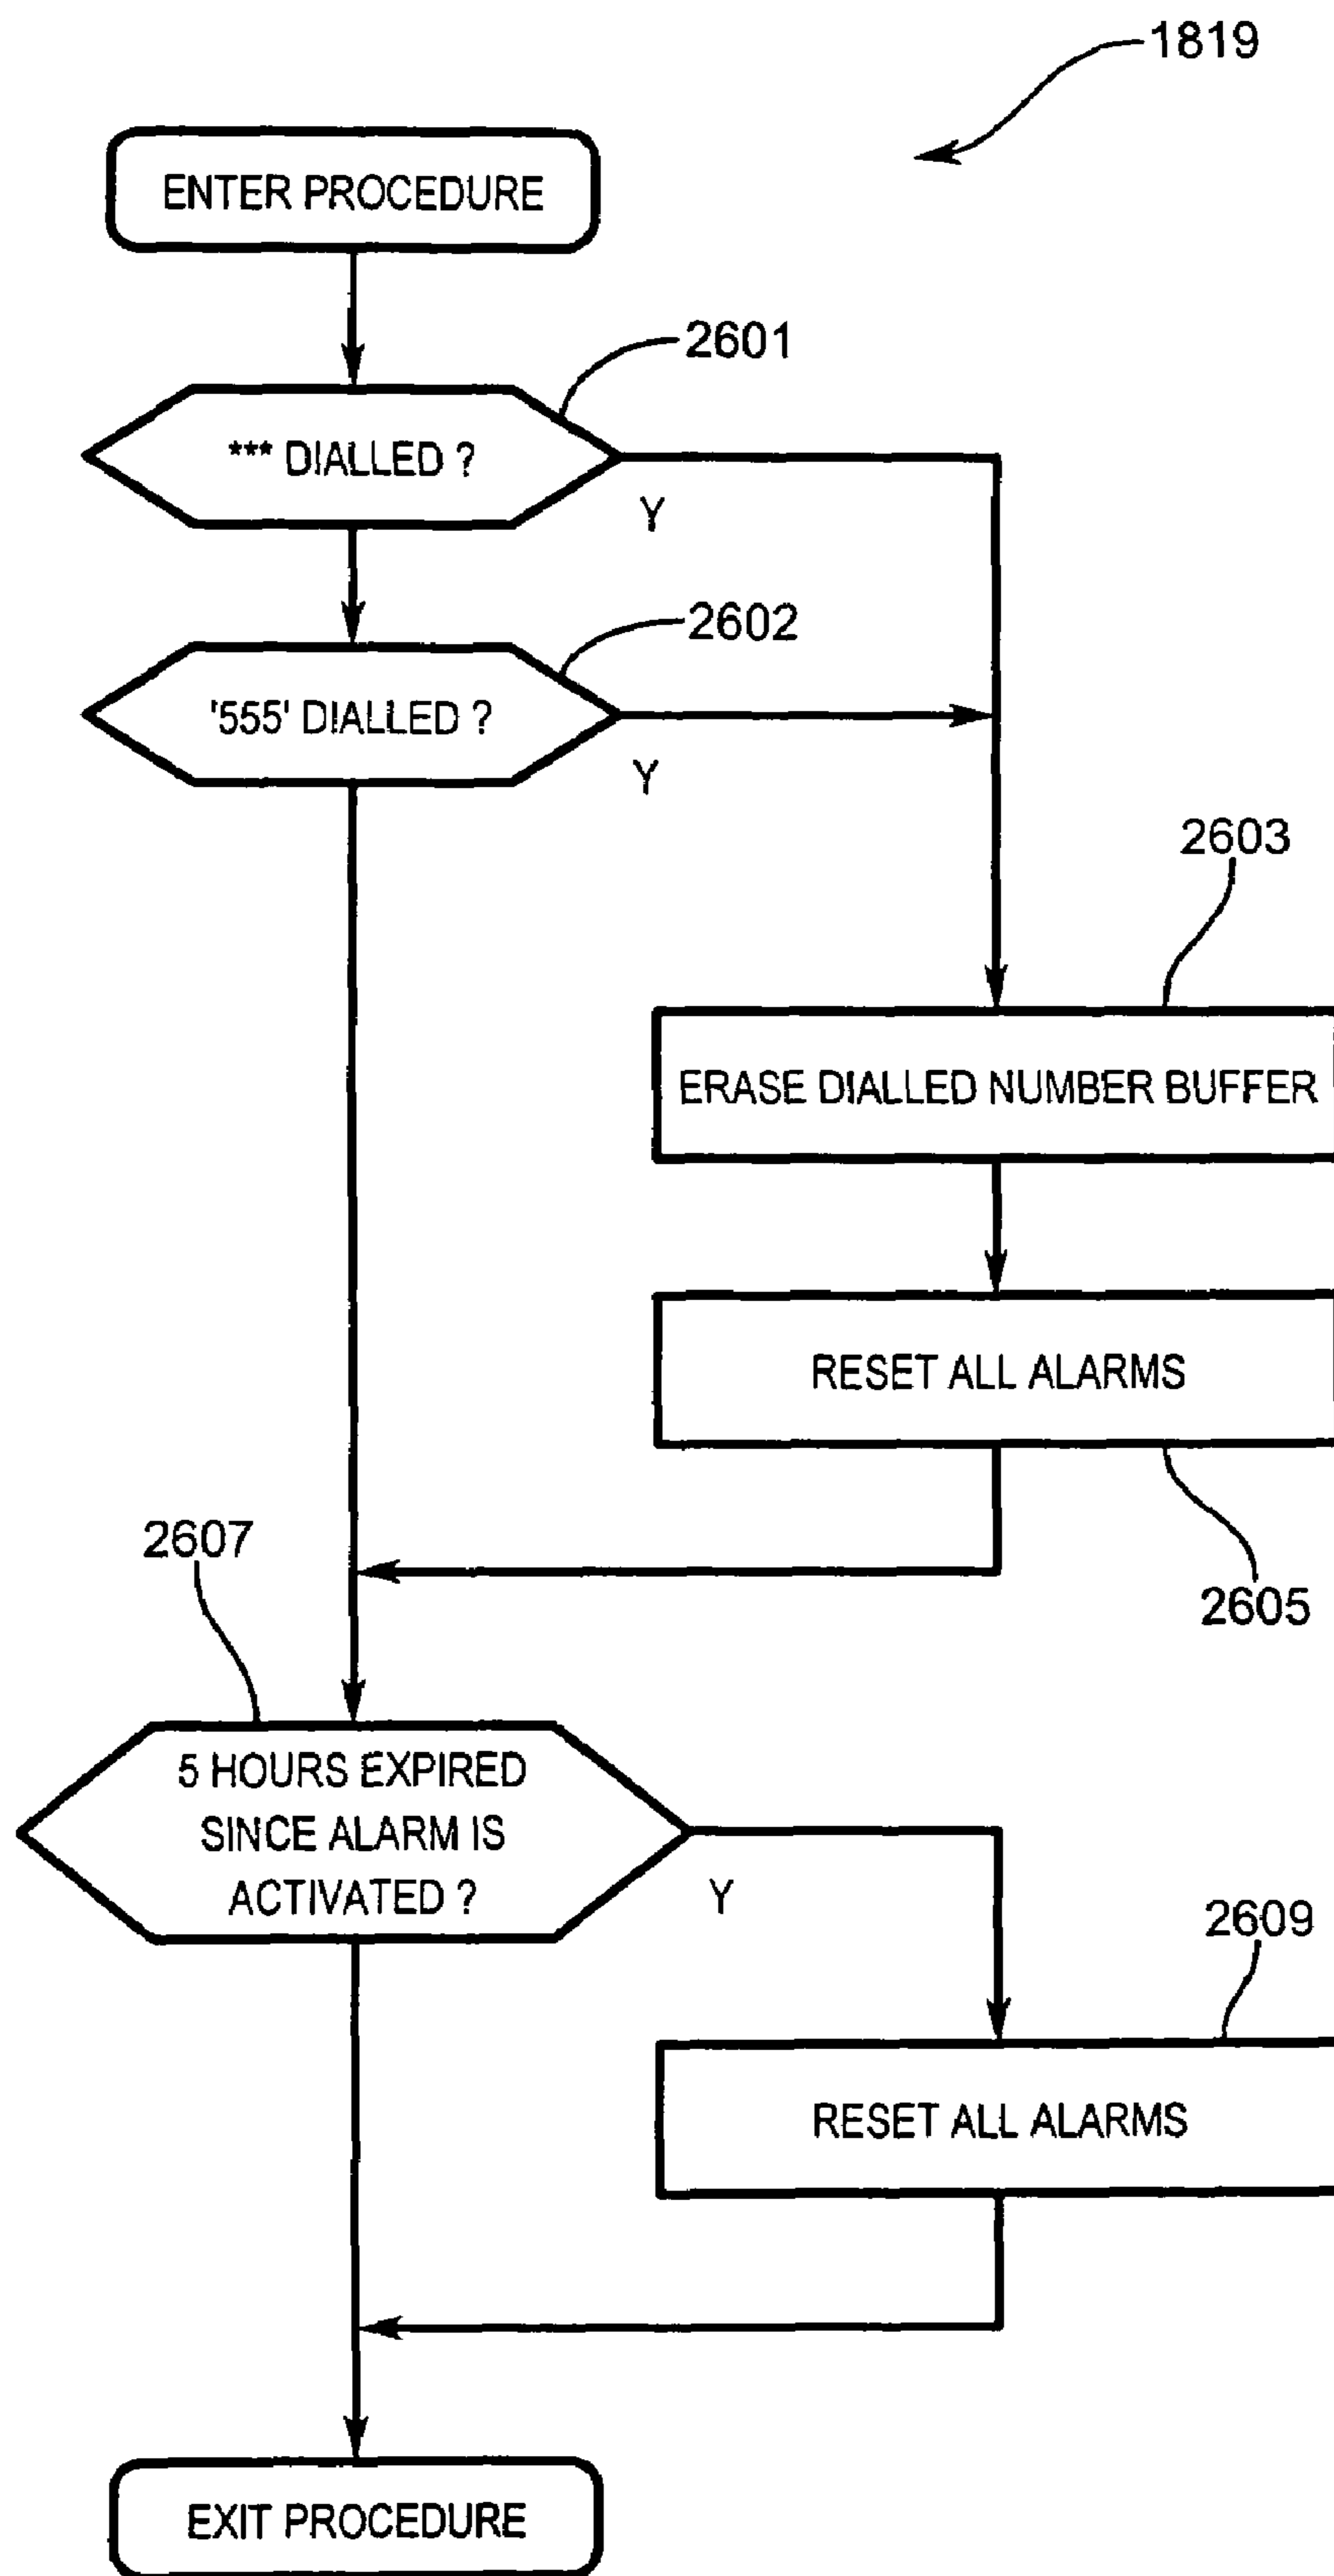 1819
ENTER PROCEDURE
2601
*** DIALLED ?
Y
2602
'555' DIALLED ?
Y
2603
ERASE DIALLED NUMBER BUFFER
RESET ALL ALARMS
2605
2607
5 HOURS EXPIRED
SINCE ALARM IS
ACTIVATED ?
Y
2609
RESET ALL ALARMS
EXIT PROCEDURE